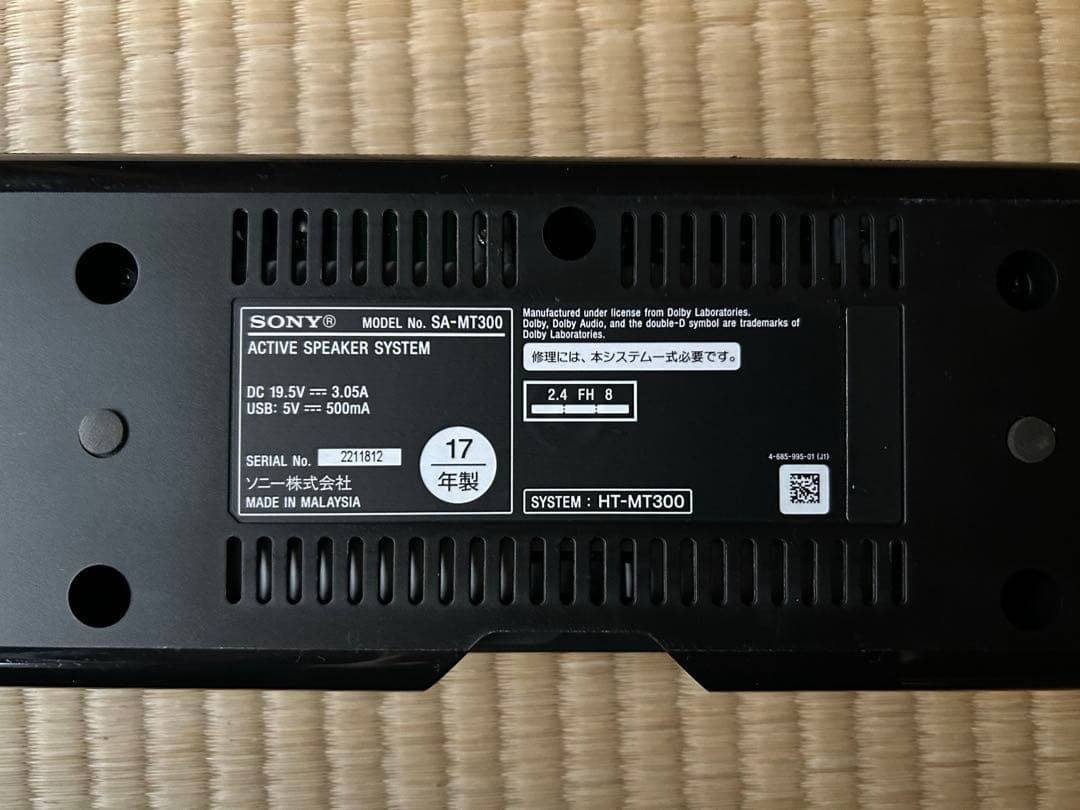 SONY® MODEL No. SA-MT300
ACTIVE SPEAKER SYSTEM
DC 19.5V ⎓ 3.05A
USB: 5V ⎓ 500mA
SERIAL No. 2211812
ソニー株式会社
MADE IN MALAYSIA
17
年製
Manufactured under license from Dolby Laboratories.
Dolby, Dolby Audio, and the double-D symbol are trademarks of
Dolby Laboratories.
修理には、本システム一式必要です。
2.4 FH 8
SYSTEM : HT-MT300
4-685-995-01 (J1)